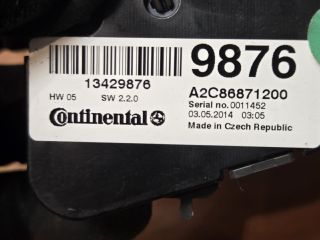 9876
13429876
A2C86871200
HW 05 SW 2.2.0
Serial no. 0011452
Continental
03.05.2014 03:05
Made in Czech Republic